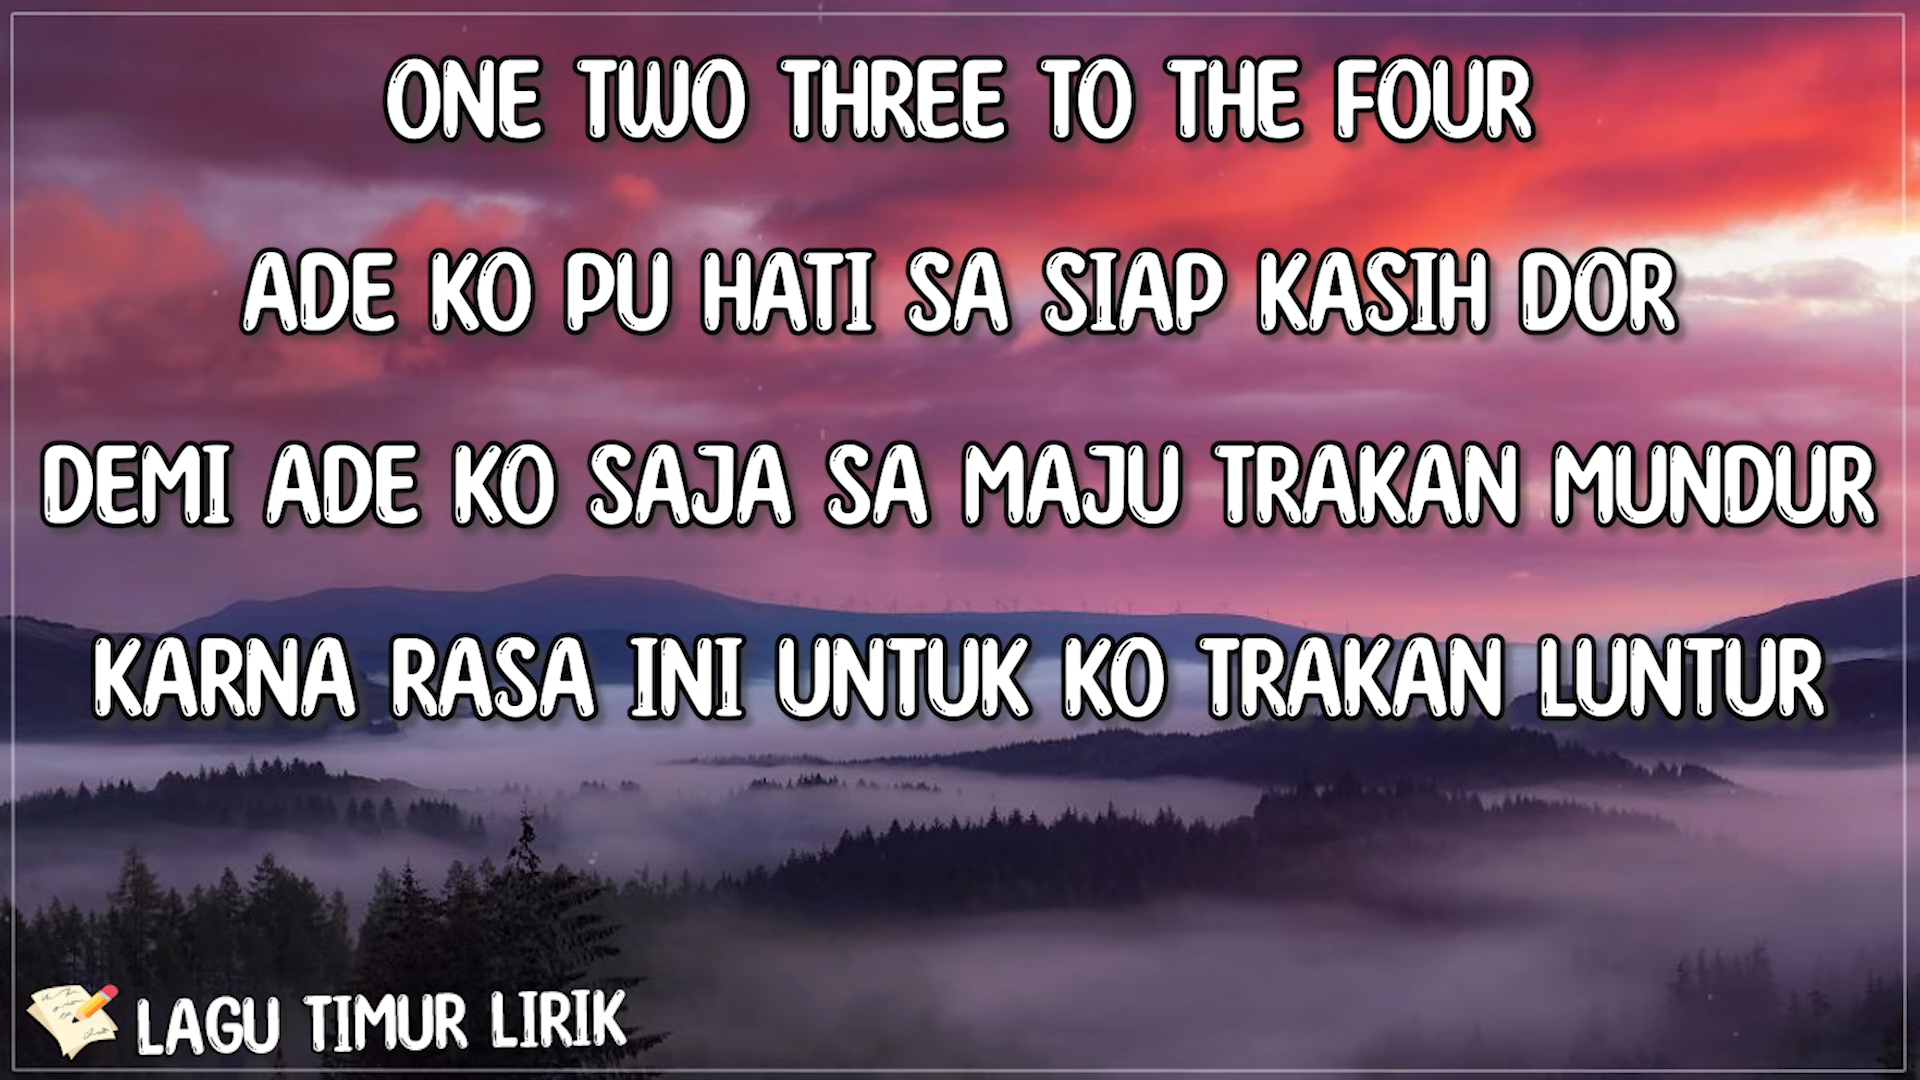 ONE TWO THREE TO THE FOUR
ADE KO PU HATI SA SIAP KASIH DOR
DEMI ADE KO SAJA SA MAJU TRAKAN MUNDUR
KARNA RASA INI UNTUK KO TRAKAN LUNTUR
LAGU TIMUR LIRIK